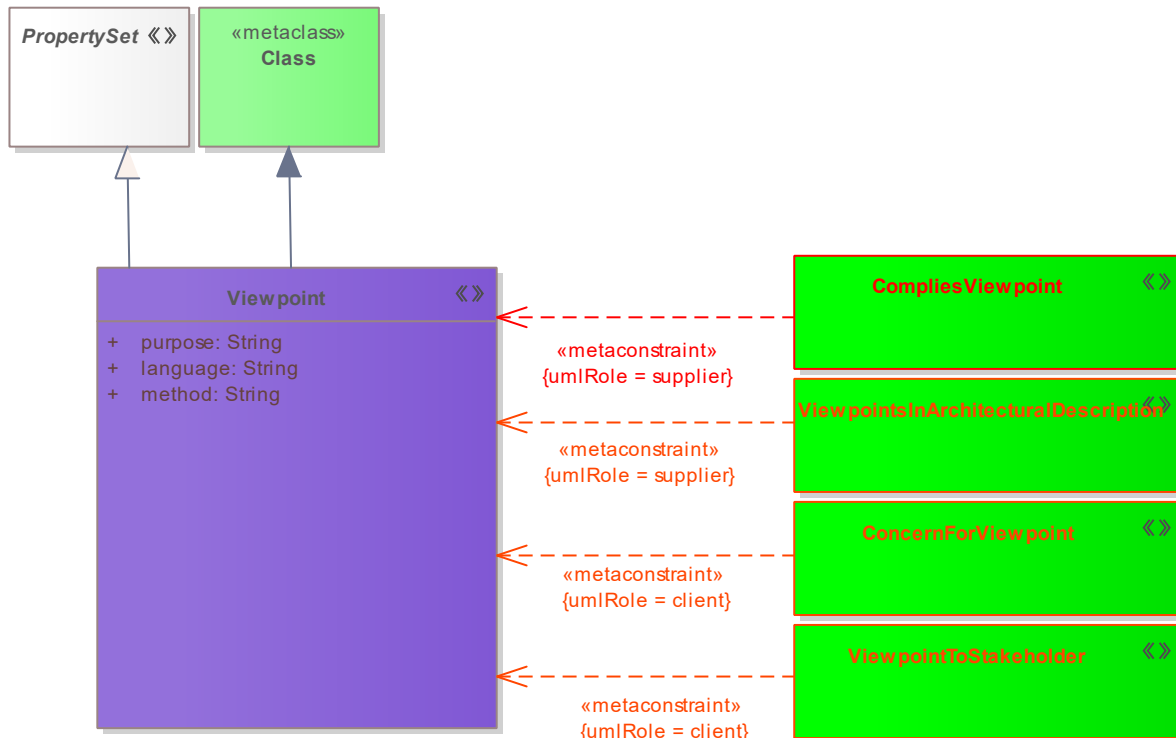 PropertySet «»
«metaclass»
Class
Viewpoint «»
+ purpose: String
+ language: String
+ method: String
CompliesViewpoint «»
«metaconstraint»
{umlRole = supplier}
ViewpointsInArchitecturalDescription «»
«metaconstraint»
{umlRole = supplier}
ConcernForViewpoint «»
«metaconstraint»
{umlRole = client}
ViewpointToStakeholder «»
«metaconstraint»
{umlRole = client}